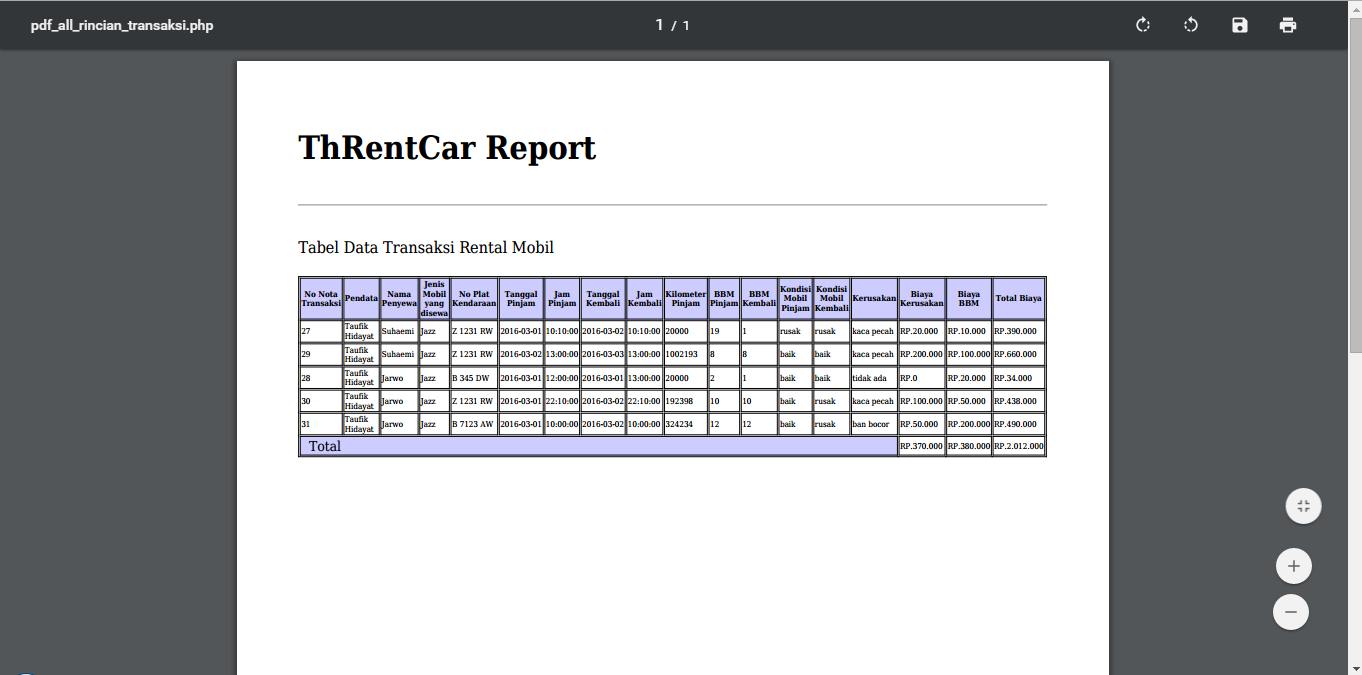 pdf_all_rincian_transaksi.php 1 / 1
ThRentCar Report
Tabel Data Transaksi Rental Mobil
No Nota Transaksi Pendata Nama Penyewa Jenis Mobil yang disewa No Plat Kendaraan Tanggal Pinjam Jam Pinjam Tanggal Kembali Jam Kembali Kilometer Pinjam BBM Pinjam BBM Kembali Kondisi Mobil Pinjam Kondisi Mobil Kembali Kerusakan Biaya Kerusakan Biaya BBM Total Biaya
27 Taufik Hidayat Suhaemi Jazz Z 1231 RW 2016-03-01 10:10:00 2016-03-02 10:10:00 20000 19 1 rusak rusak kaca pecah RP.20.000 RP.10.000 RP.390.000
29 Taufik Hidayat Suhaemi Jazz Z 1231 RW 2016-03-02 13:00:00 2016-03-03 13:00:00 1002193 8 8 baik baik kaca pecah RP.200.000 RP.100.000 RP.660.000
28 Taufik Hidayat Jarwo Jazz B 345 DW 2016-03-01 12:00:00 2016-03-01 13:00:00 20000 2 1 baik baik tidak ada RP.0 RP.20.000 RP.34.000
30 Taufik Hidayat Jarwo Jazz Z 1231 RW 2016-03-01 22:10:00 2016-03-02 22:10:00 192398 10 10 baik rusak kaca pecah RP.100.000 RP.50.000 RP.438.000
31 Taufik Hidayat Jarwo Jazz B 7123 AW 2016-03-01 10:00:00 2016-03-02 10:00:00 324234 12 12 baik rusak ban bocor RP.50.000 RP.200.000 RP.490.000
Total RP.370.000 RP.380.000 RP.2.012.000